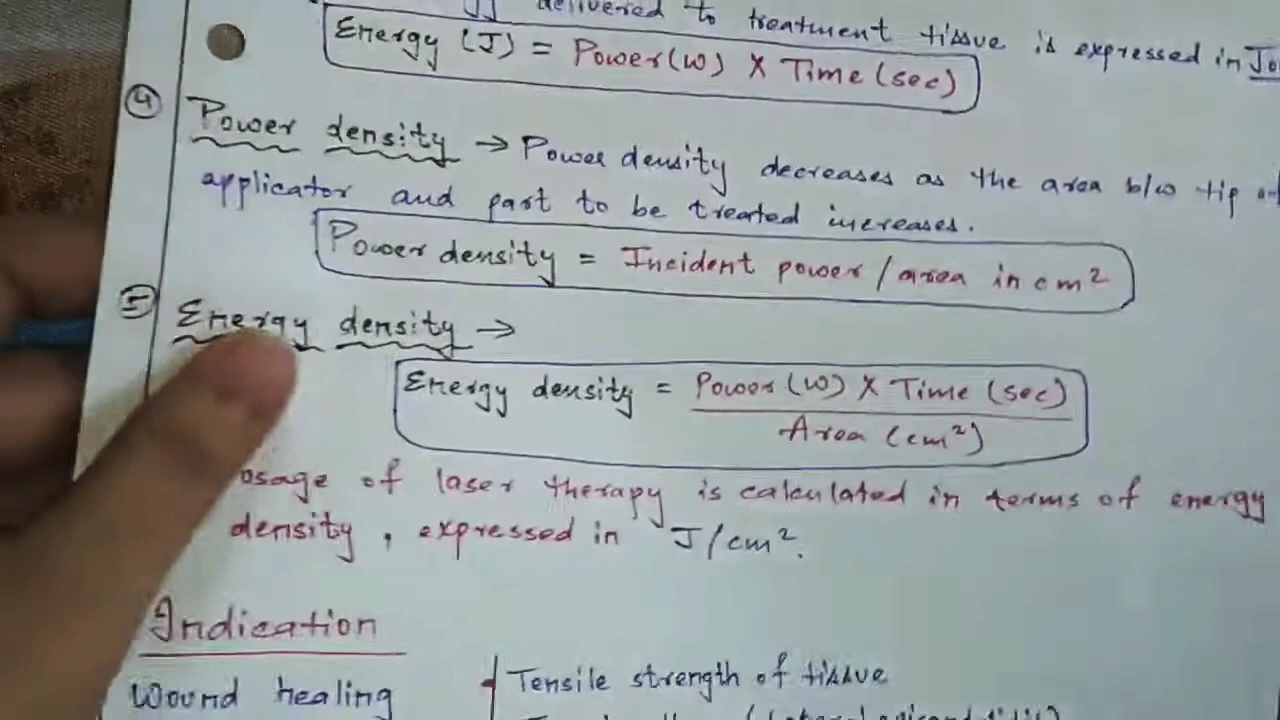 delivered to treatment tissue is expressed in Jo
Energy (J) = Power(w) X Time (sec)
④ Power density → Power density decreases as the area b/w tip of
applicator and part to be treated increases.
Power density = Incident power / area in cm²
⑤ Energy density →
Energy density = Power (w) X Time (sec)
Area (cm²)
osage of laser therapy is calculated in terms of energy
density, expressed in J/cm².
Indication
Wound healing
Tensile strength of tissue